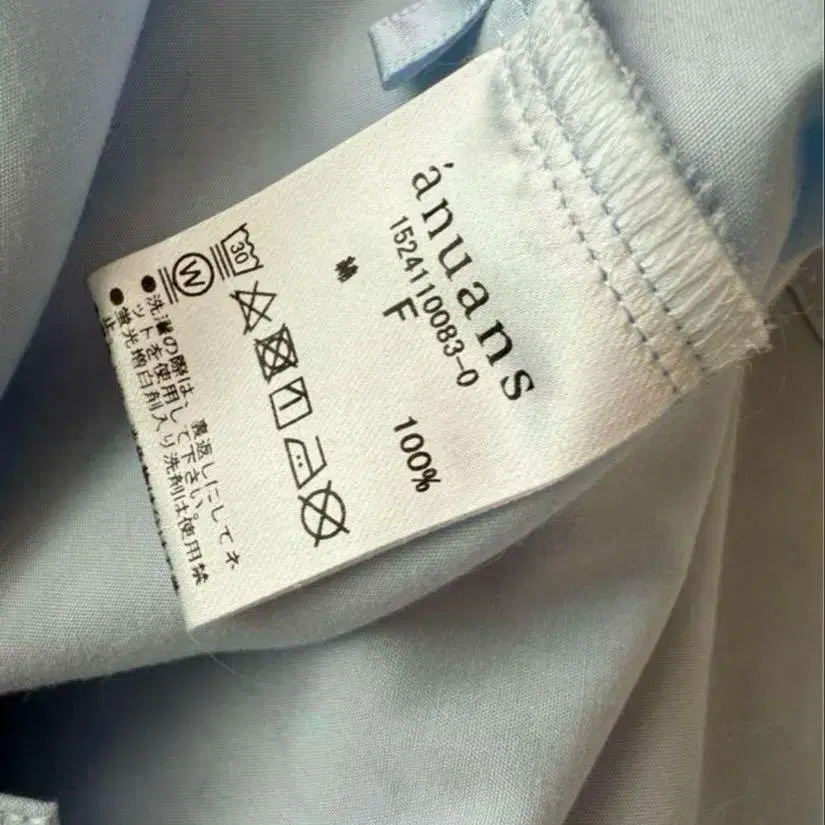 ánuans
1524110083-0
F
綿 100%
30
W
●洗濯の際は、裏返しにしてネ
ットを使用して下さい。
●蛍光増白剤入り洗剤は使用禁
止